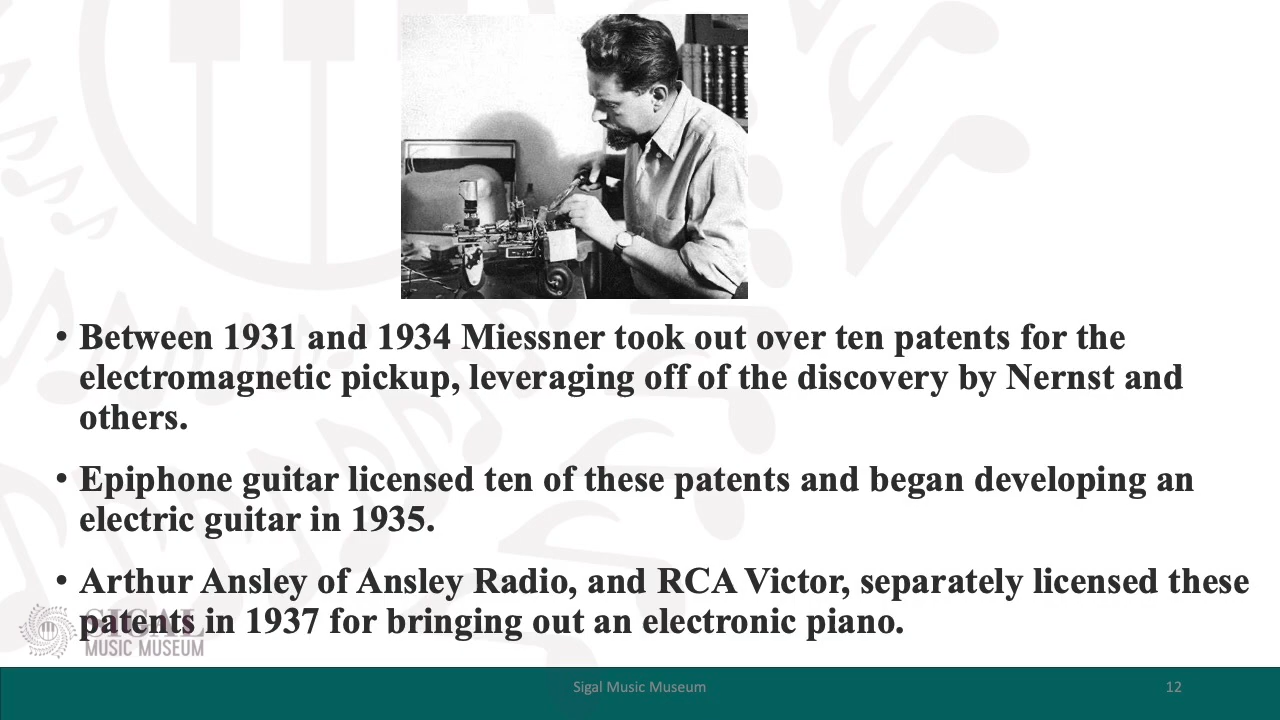 • Between 1931 and 1934 Miessner took out over ten patents for the
electromagnetic pickup, leveraging off of the discovery by Nernst and
others.
• Epiphone guitar licensed ten of these patents and began developing an
electric guitar in 1935.
• Arthur Ansley of Ansley Radio, and RCA Victor, separately licensed these
patents in 1937 for bringing out an electronic piano.
SIGAL
MUSIC MUSEUM
Sigal Music Museum
12